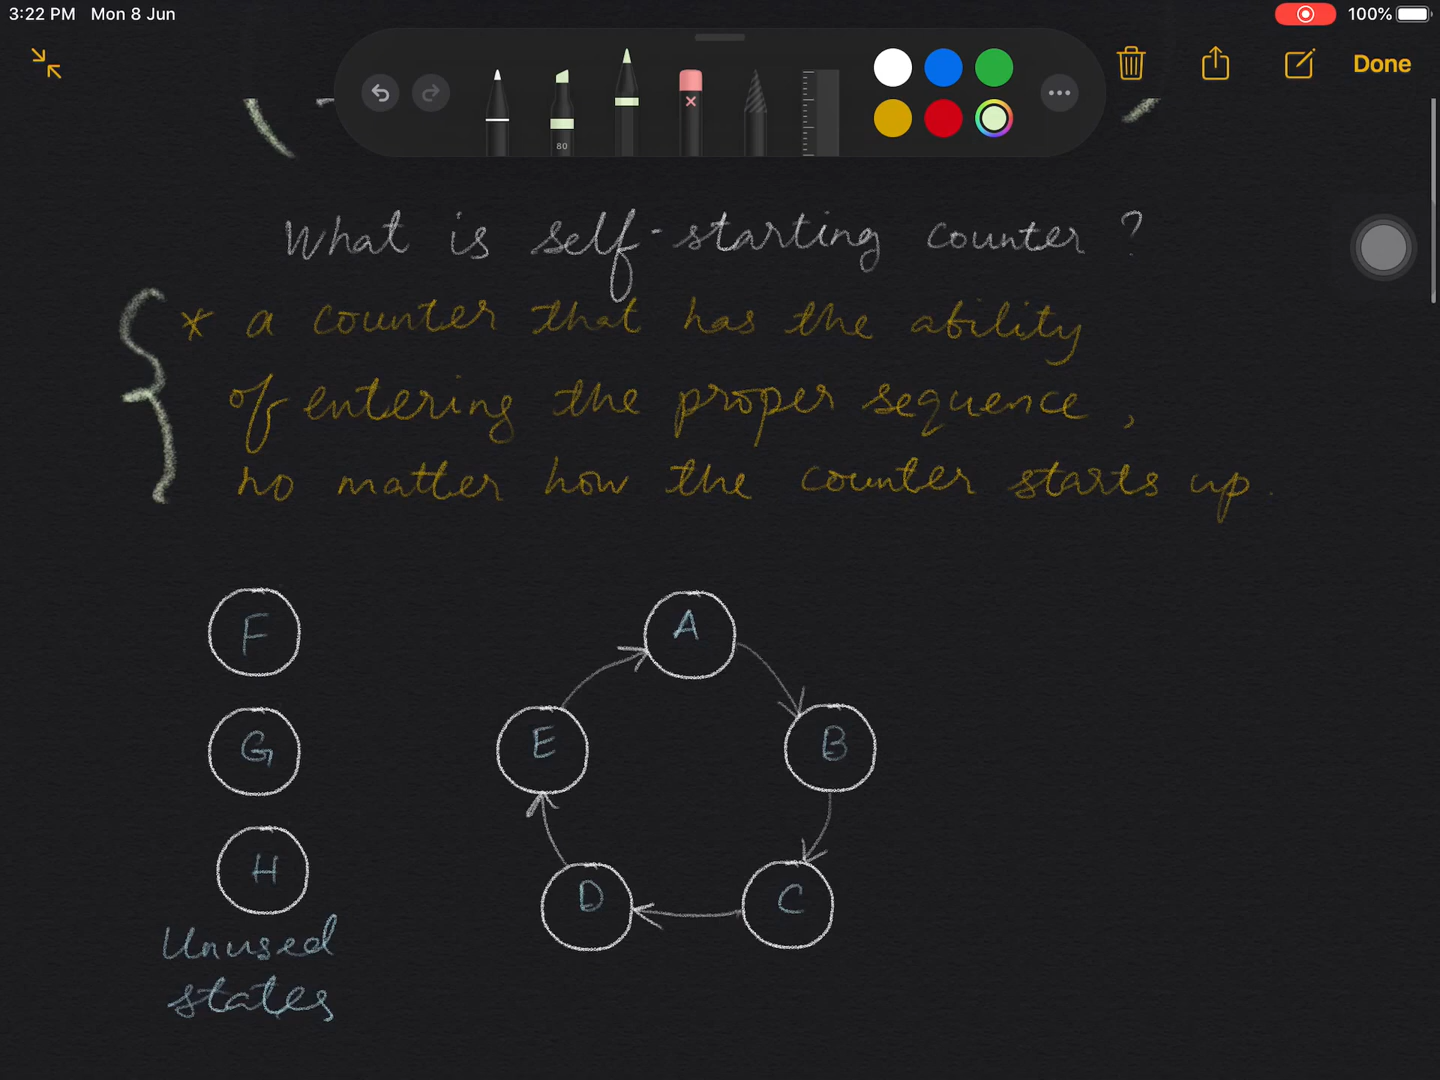 3:22 PM Mon 8 Jun
100%
Done
80
What is self-starting counter ?
* a counter that has the ability
of entering the proper sequence ,
no matter how the counter starts up .
F
A
G
E
B
H
D
C
Unused
states